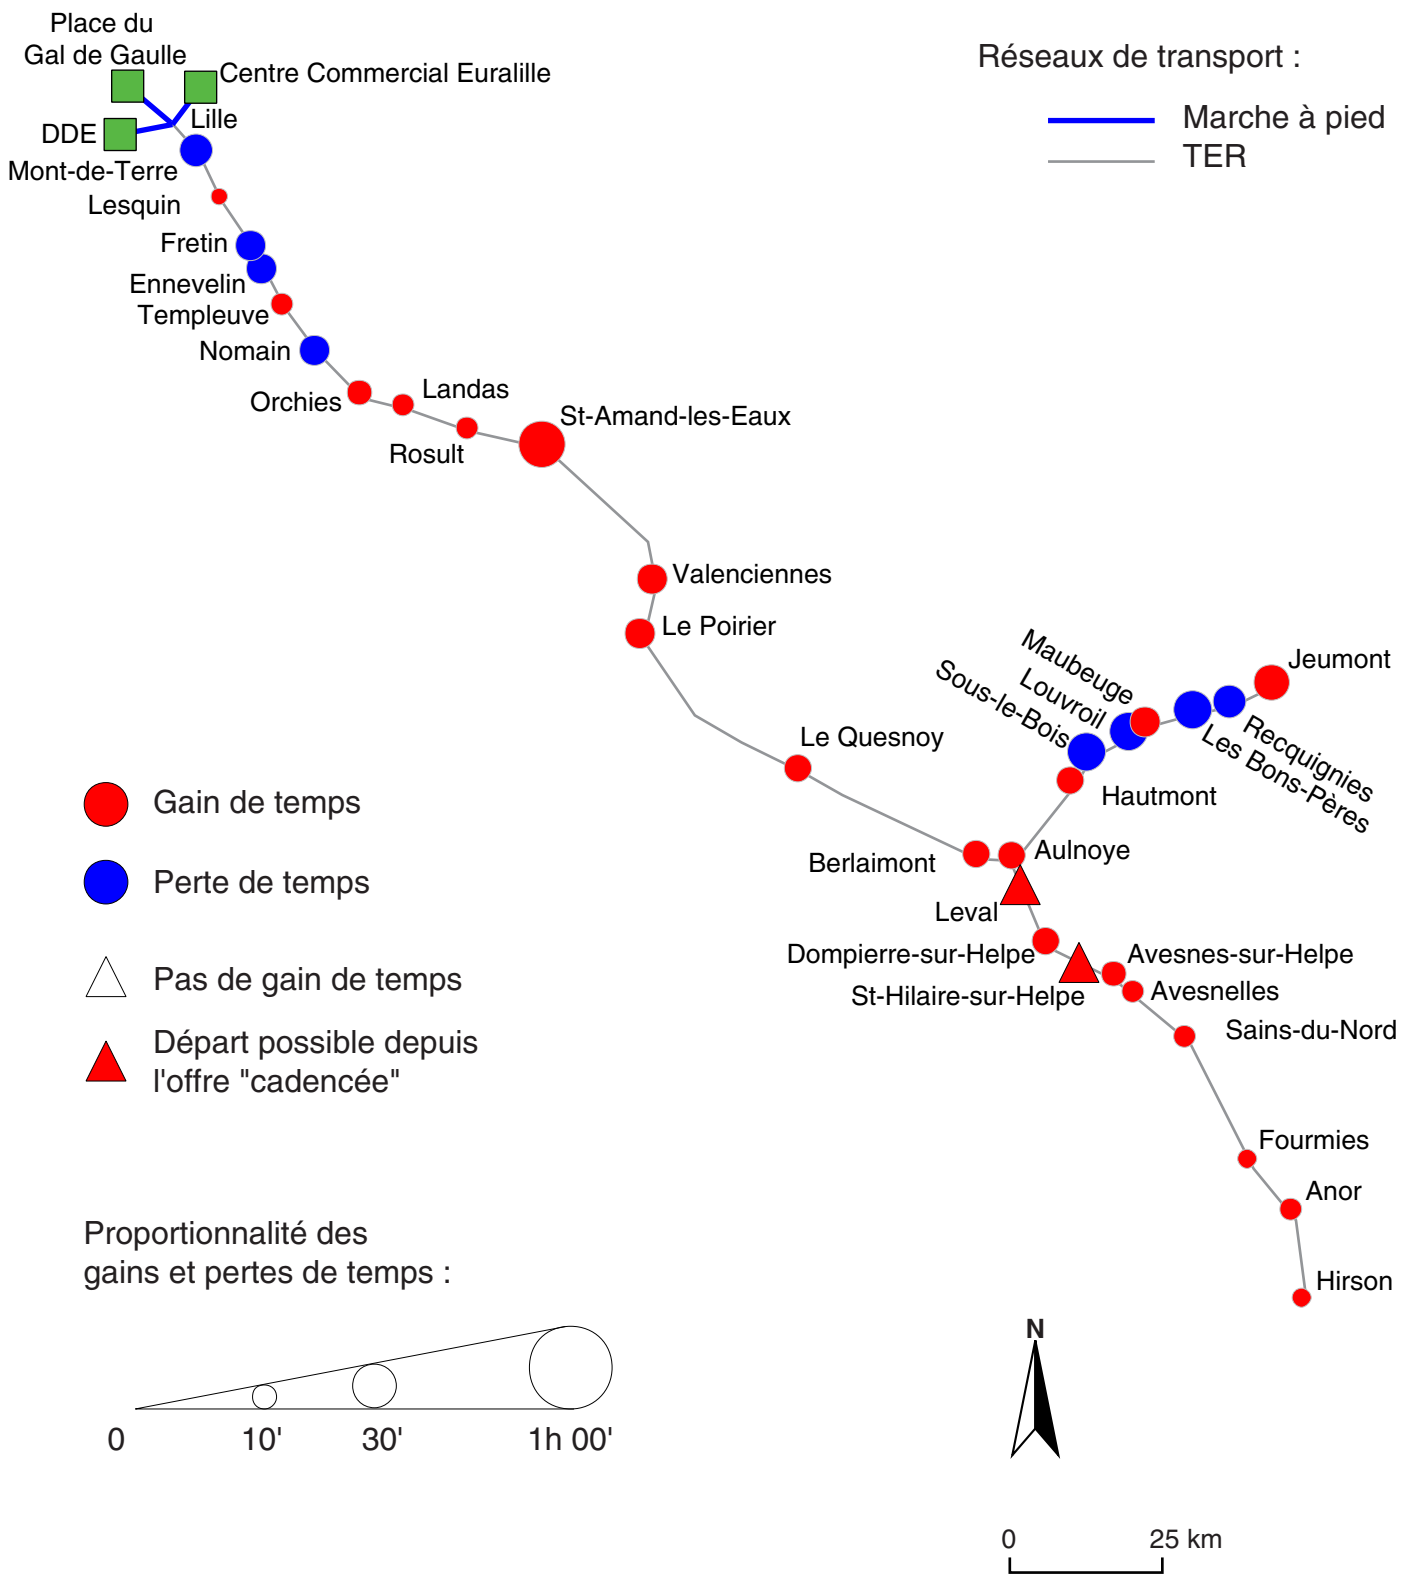 Place du
Gal de Gaulle
Centre Commercial Euralille
Lille
DDE
Mont-de-Terre
Lesquin
Fretin
Ennevelin
Templeuve
Nomain
Orchies
Landas
Rosult
St-Amand-les-Eaux
Valenciennes
Le Poirier
Le Quesnoy
Berlaimont
Aulnoye
Hautmont
Sous-le-Bois
Louvroil
Maubeuge
Les Bons-Pères
Recquignies
Jeumont
Leval
Dompierre-sur-Helpe
St-Hilaire-sur-Helpe
Avesnes-sur-Helpe
Avesnelles
Sains-du-Nord
Fourmies
Anor
Hirson
Réseaux de transport :
Marche à pied
TER
Gain de temps
Perte de temps
Pas de gain de temps
Départ possible depuis
l'offre "cadencée"
Proportionnalité des
gains et pertes de temps :
0 10' 30' 1h 00'
N
0 25 km